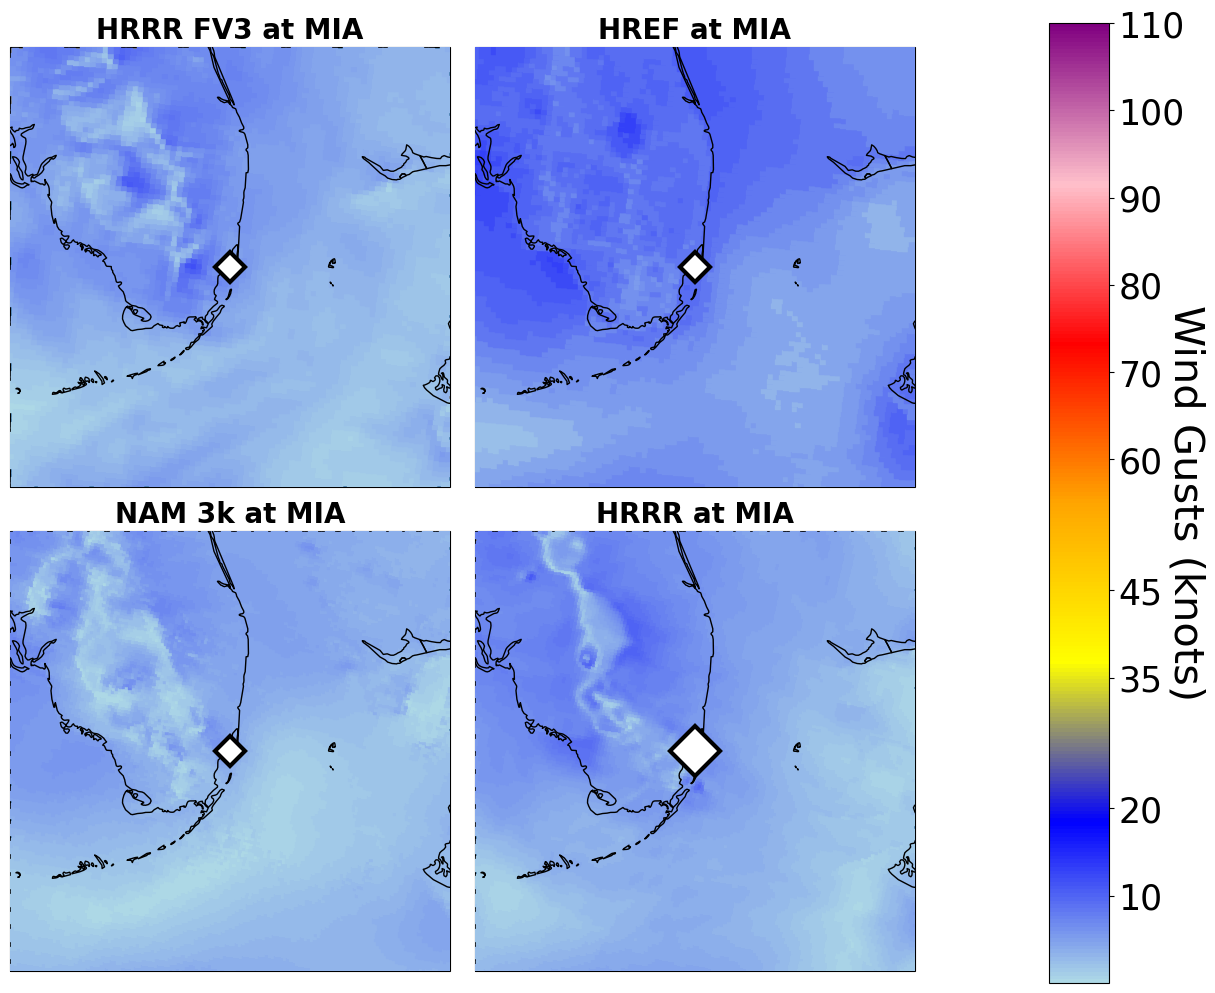 HRRR FV3 at MIA
HREF at MIA
NAM 3k at MIA
HRRR at MIA
110
100
90
80
70
60
45
35
20
10
Wind Gusts (knots)